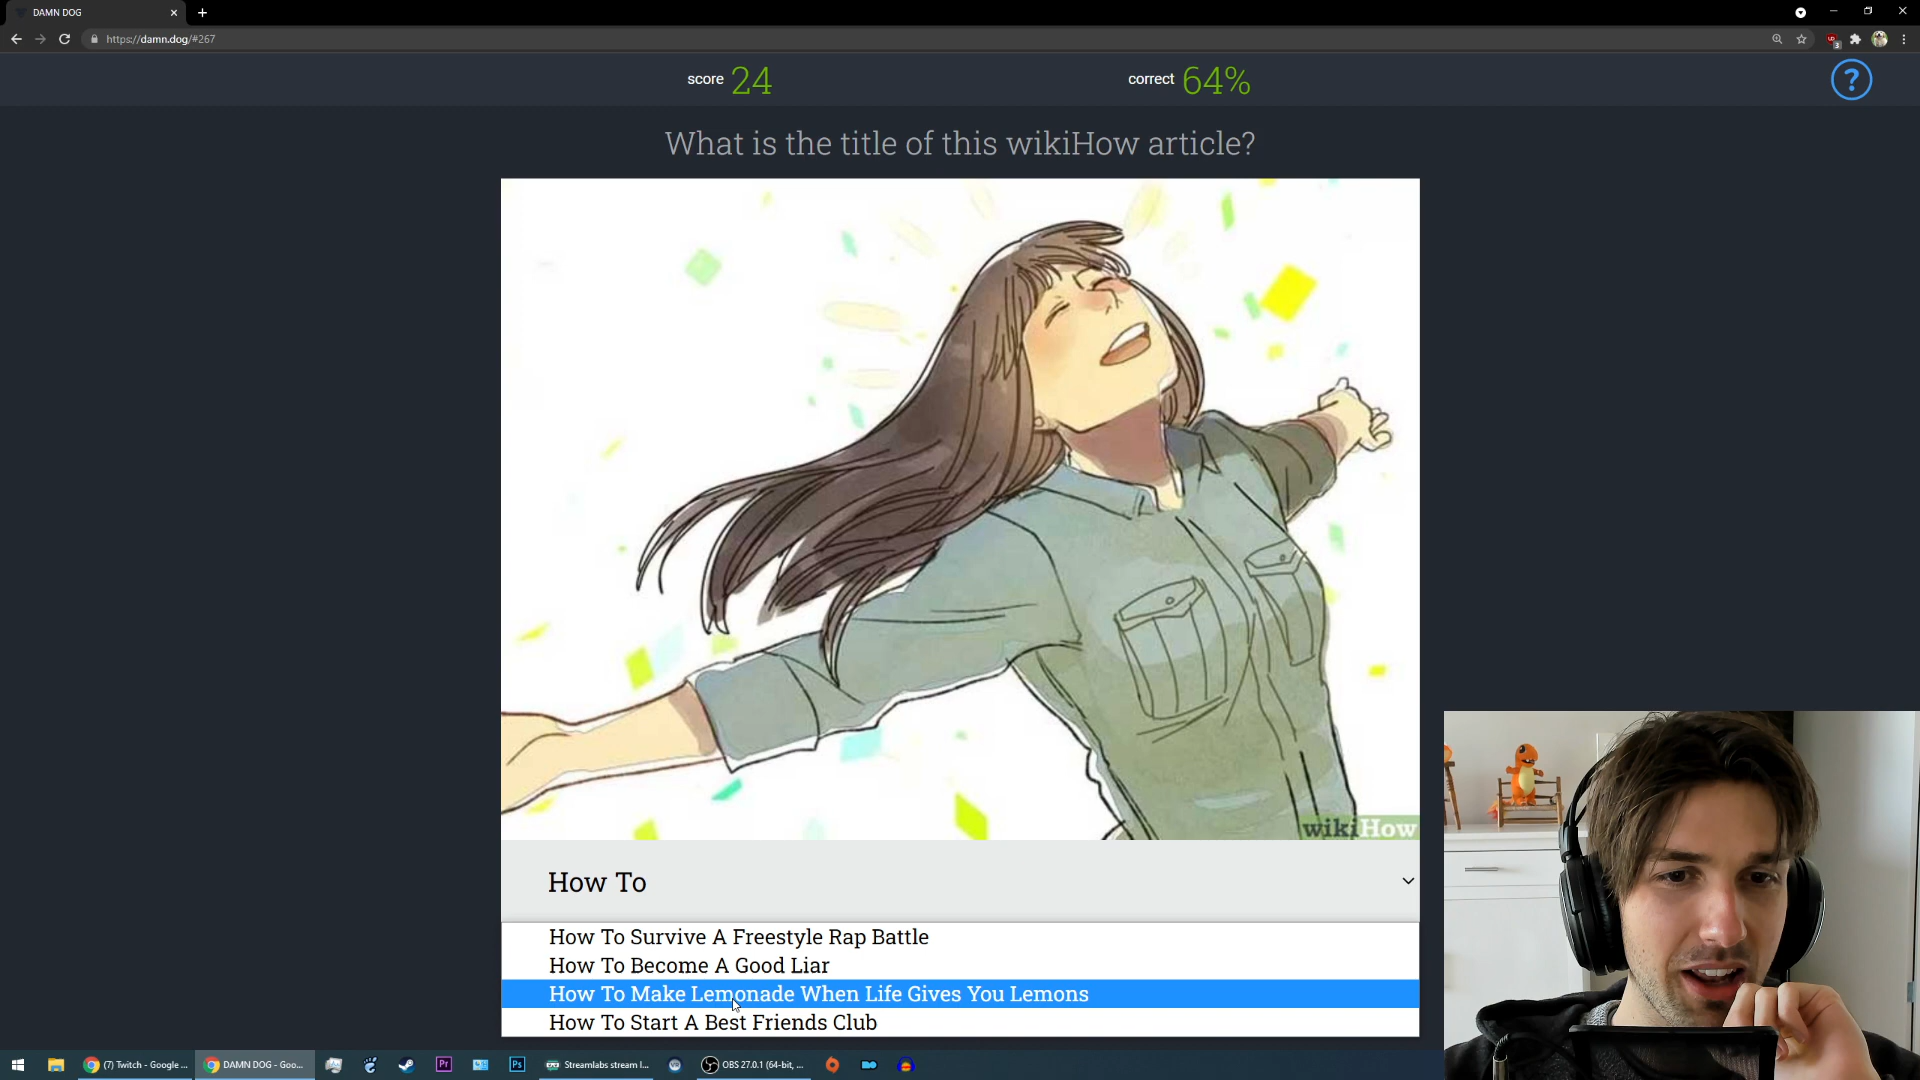 DAMN DOG
https://damn.dog/#267
3
score 24
correct 64%
?
What is the title of this wikiHow article?
wikiHow
How To
How To Survive A Freestyle Rap Battle
How To Become A Good Liar
How To Make Lemonade When Life Gives You Lemons
How To Start A Best Friends Club
(7) Twitch - Google ...
DAMN DOG - Goo...
Pr
Ps
Streamlabs stream l...
OBS 27.0.1 (64-bit, ...